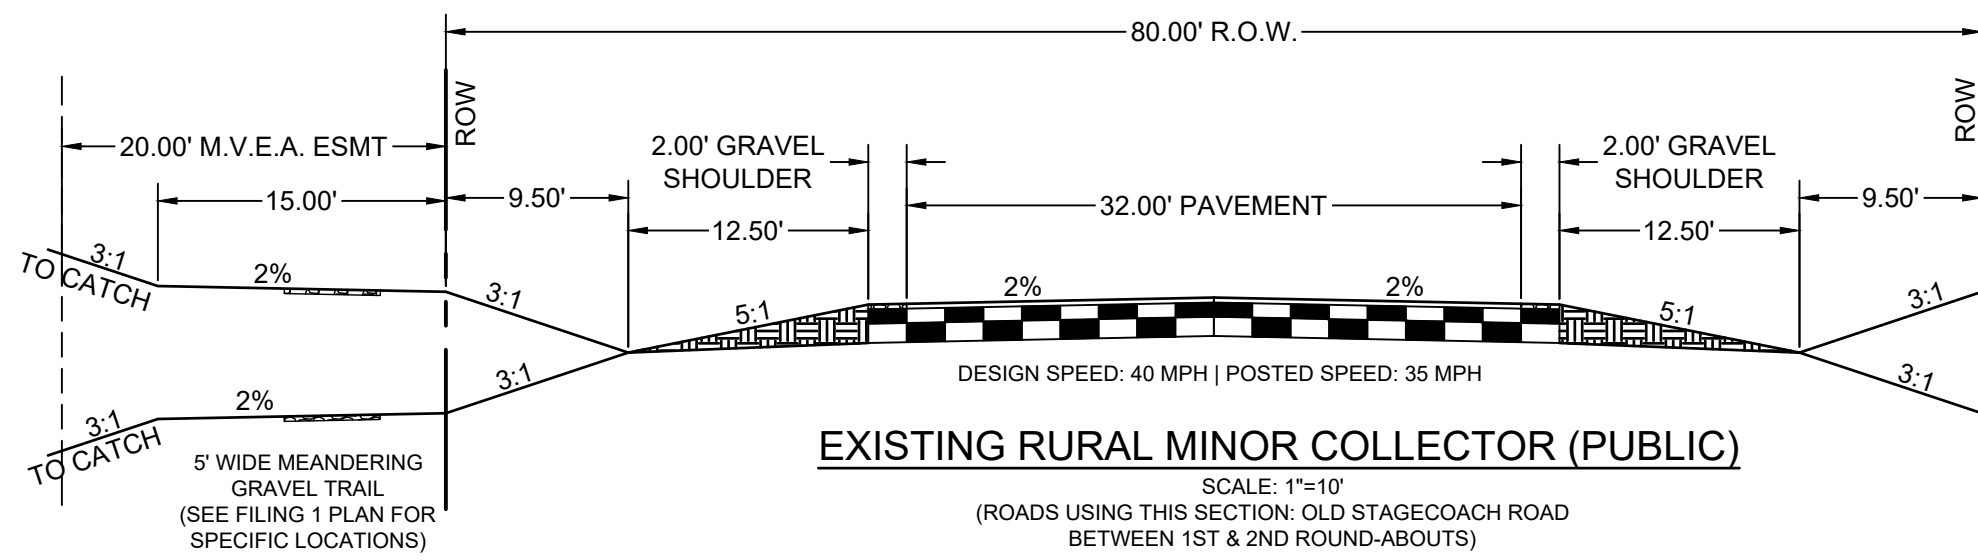 80.00' R.O.W.
ROW
ROW
20.00' M.V.E.A. ESMT
2.00' GRAVEL
SHOULDER
2.00' GRAVEL
SHOULDER
15.00'
9.50'
32.00' PAVEMENT
9.50'
12.50'
12.50'
3:1
TO CATCH
2%
3:1
5:1
2%
2%
5:1
3:1
3:1
TO CATCH
2%
3:1
3:1
DESIGN SPEED: 40 MPH | POSTED SPEED: 35 MPH
5' WIDE MEANDERING
GRAVEL TRAIL
(SEE FILING 1 PLAN FOR
SPECIFIC LOCATIONS)
EXISTING RURAL MINOR COLLECTOR (PUBLIC)
SCALE: 1"=10'
(ROADS USING THIS SECTION: OLD STAGECOACH ROAD
BETWEEN 1ST & 2ND ROUND-ABOUTS)